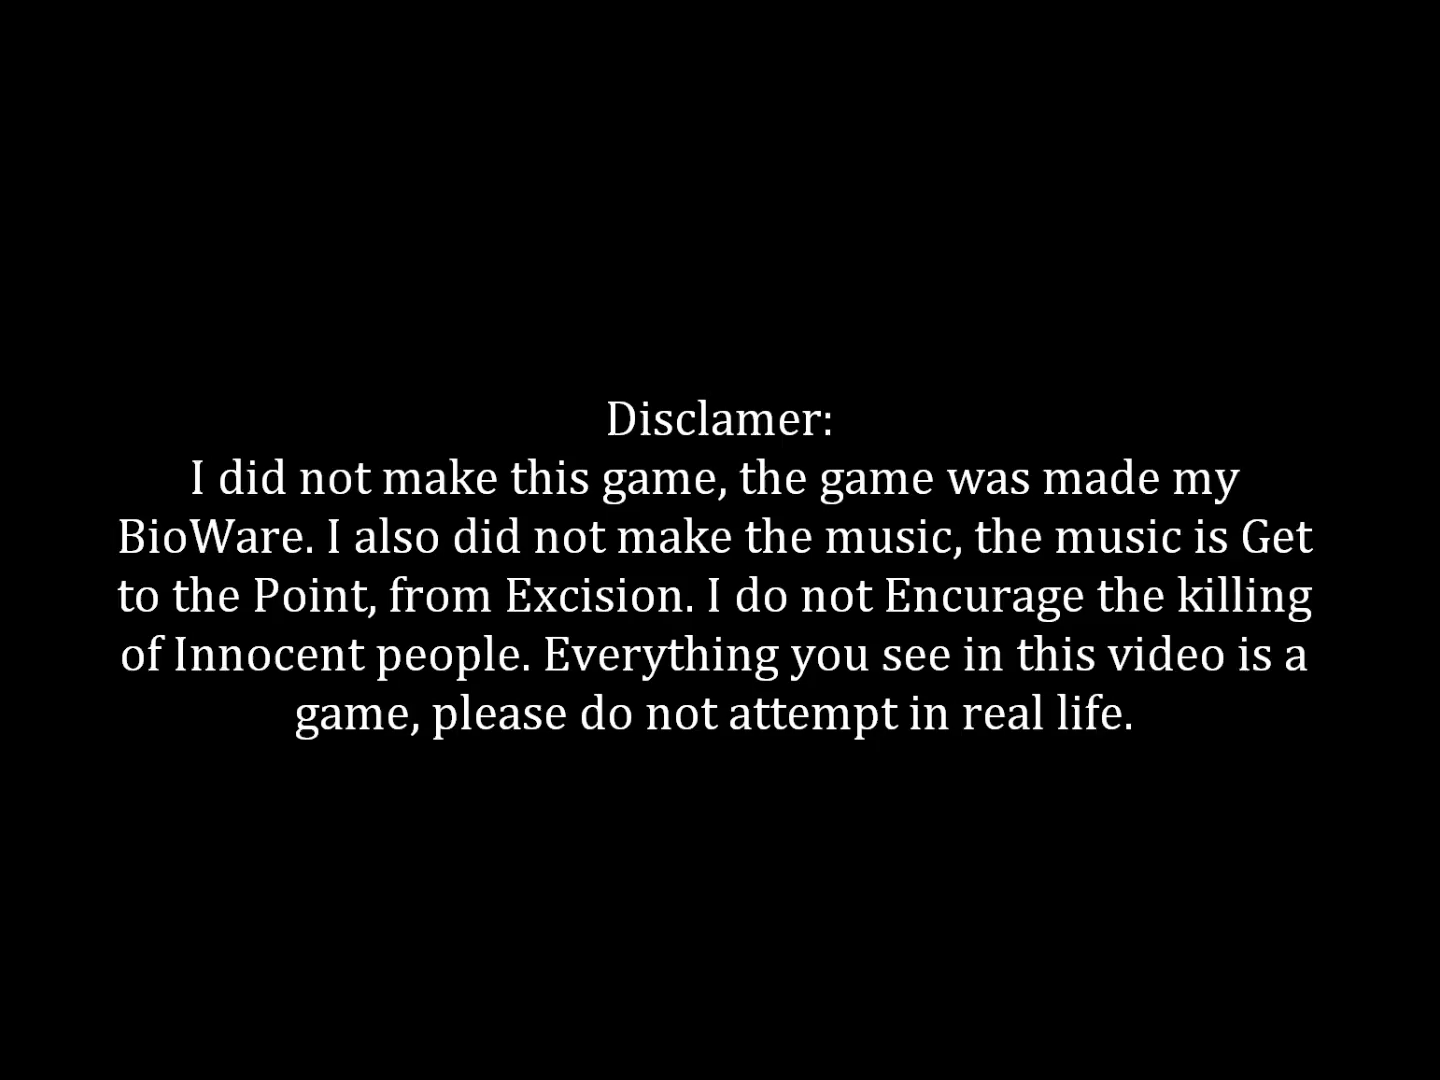 Disclamer:
I did not make this game, the game was made my
BioWare. I also did not make the music, the music is Get
to the Point, from Excision. I do not Encurage the killing
of Innocent people. Everything you see in this video is a
game, please do not attempt in real life.